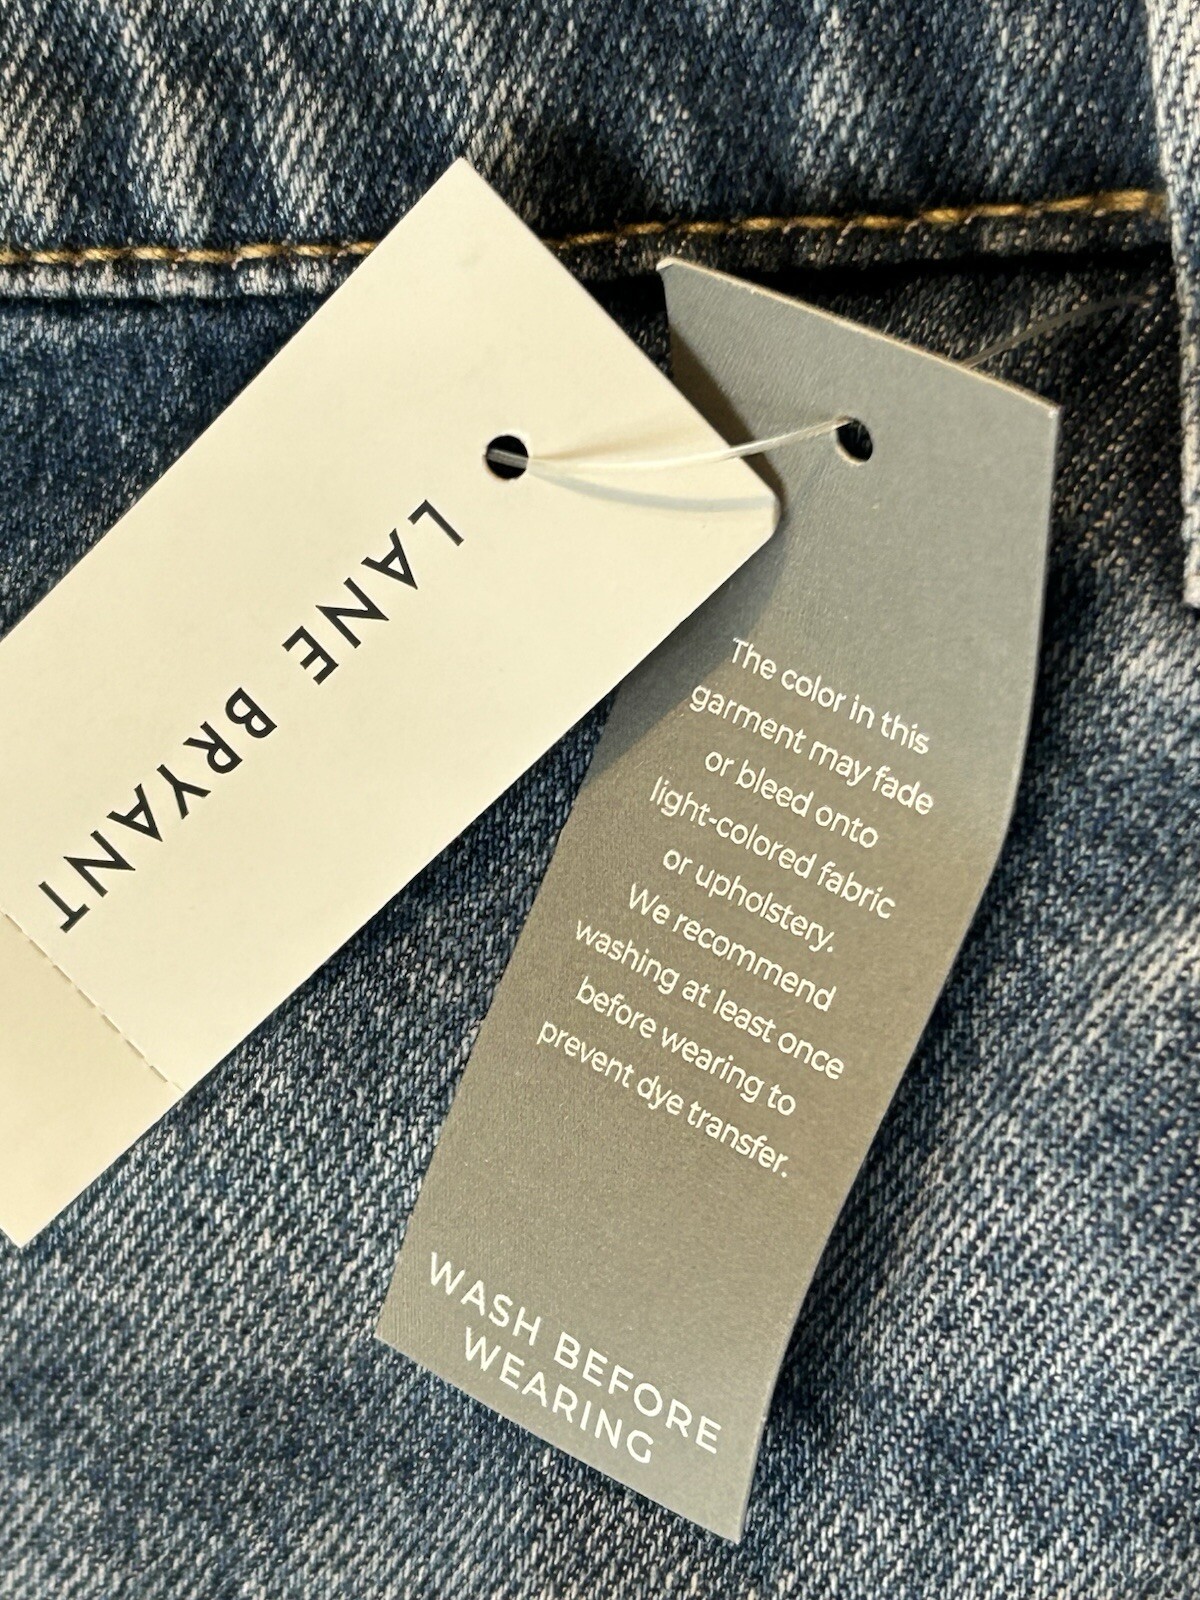 LANE BRYANT
The color in this
garment may fade
or bleed onto
light-colored fabric
or upholstery.
We recommend
washing at least once
before wearing to
prevent dye transfer.
WASH BEFORE
WEARING